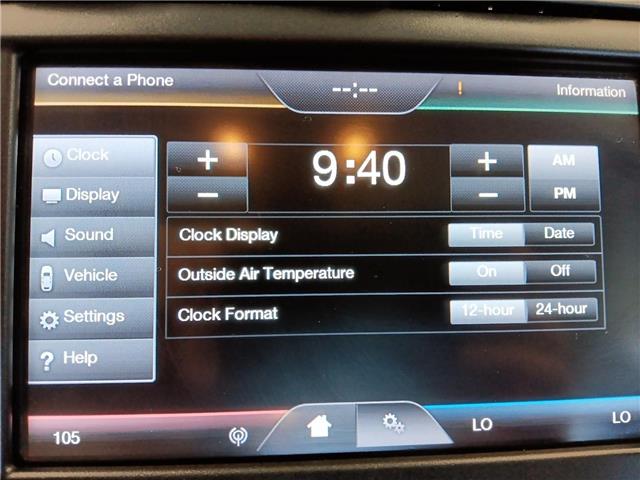 Connect a Phone --:-- ! Information
Clock + 9:40 + AM
Display − − PM
Sound Clock Display Time Date
Vehicle Outside Air Temperature On Off
Settings Clock Format 12-hour 24-hour
? Help
105 LO LO